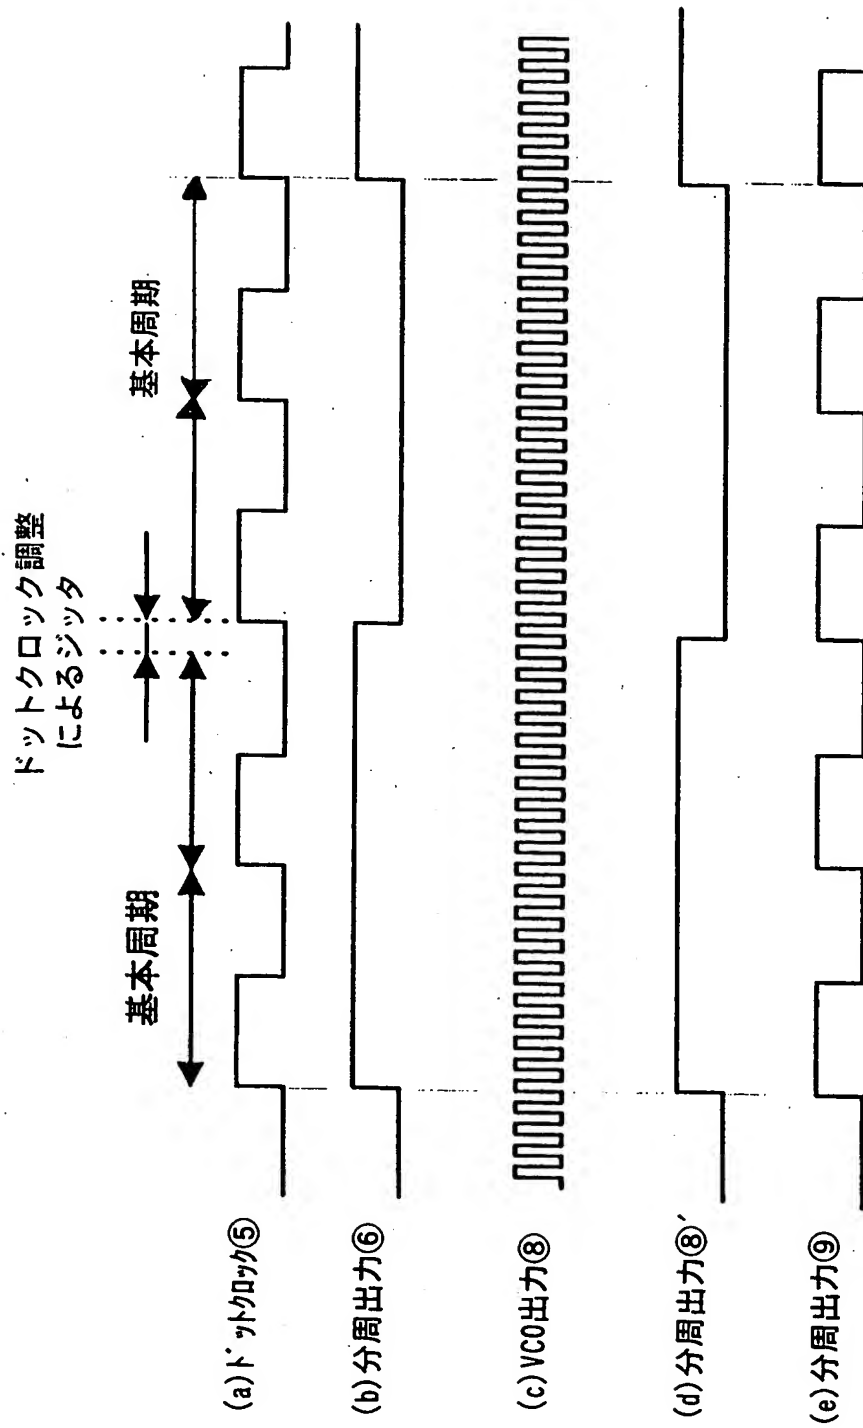 ドットクロック調整
によるジッタ
基本周期
基本周期
(a)ドットクロック⑤
(b)分周出力⑥
(c)VCO出力⑧
(d)分周出力⑧′
(e)分周出力⑨